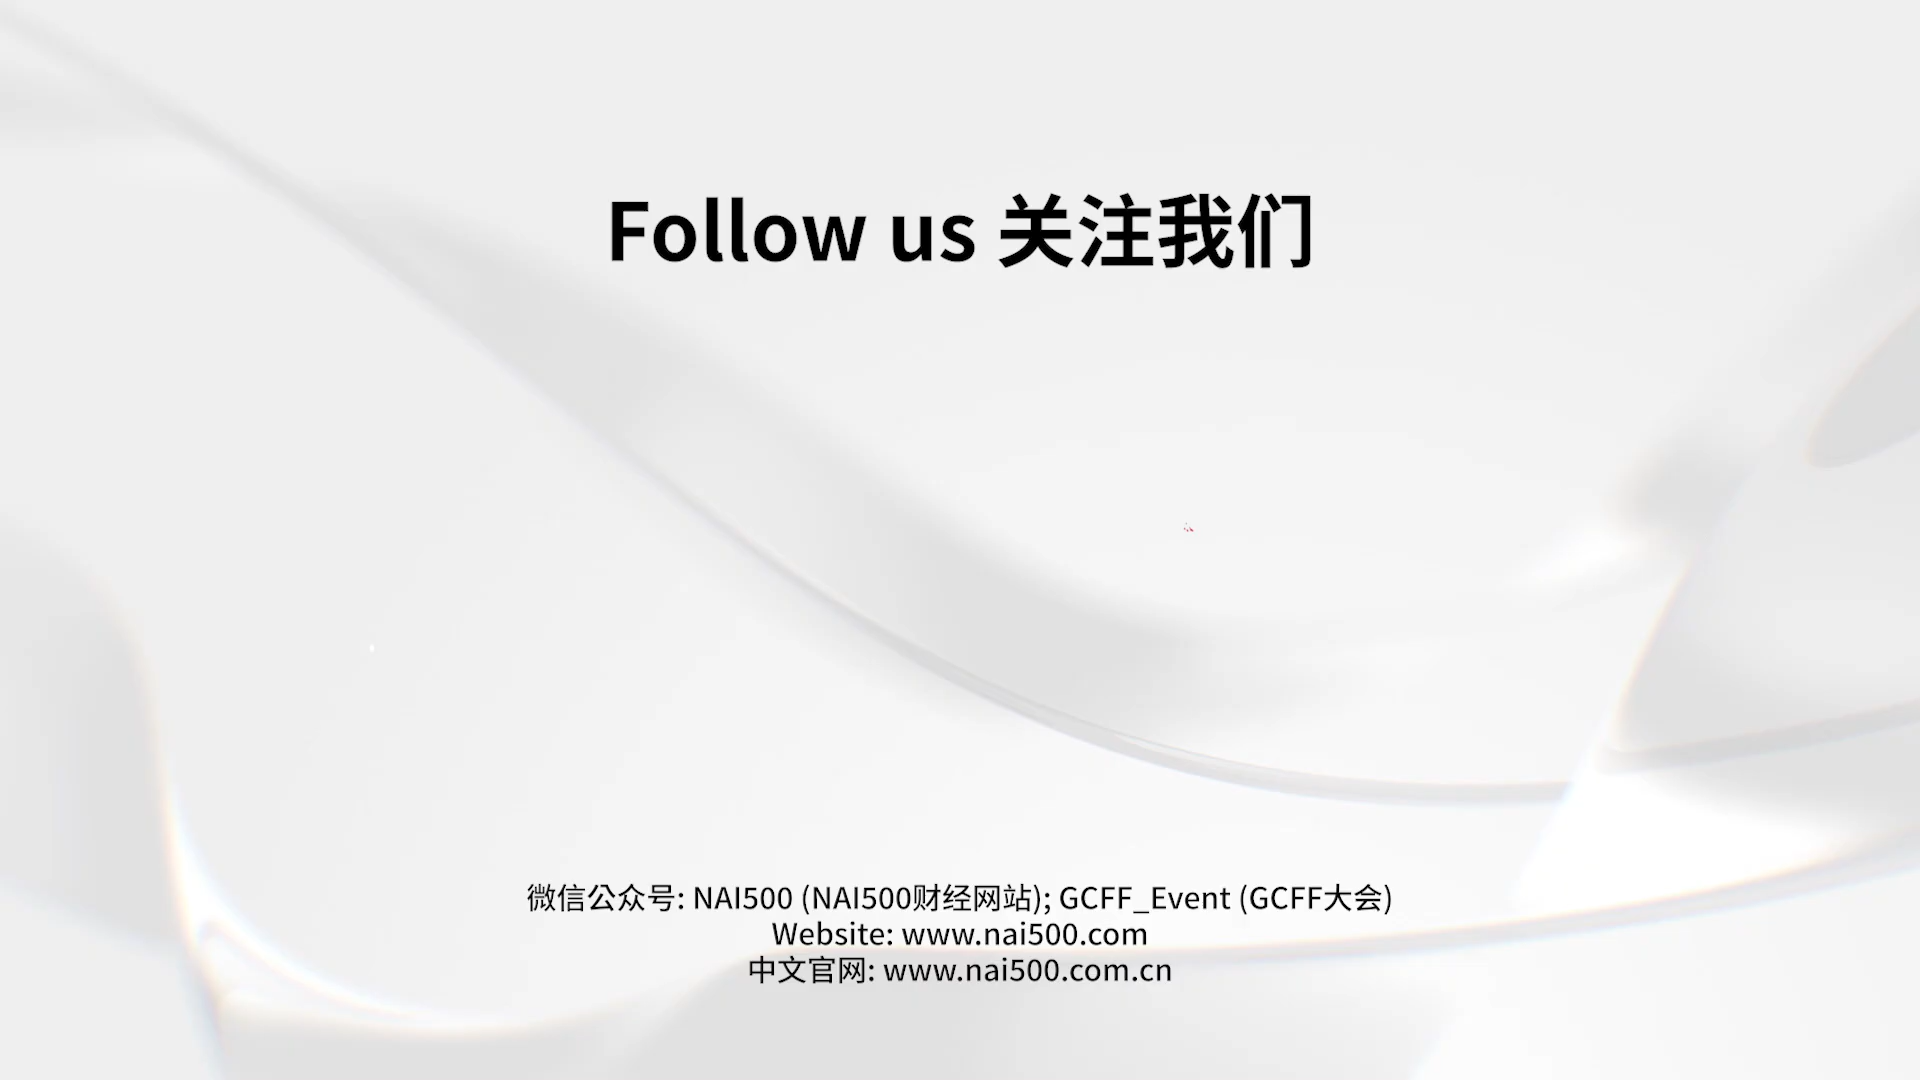 Follow us 关注我们
微信公众号: NAI500 (NAI500财经网站); GCFF_Event (GCFF大会)
Website: www.nai500.com
中文官网: www.nai500.com.cn